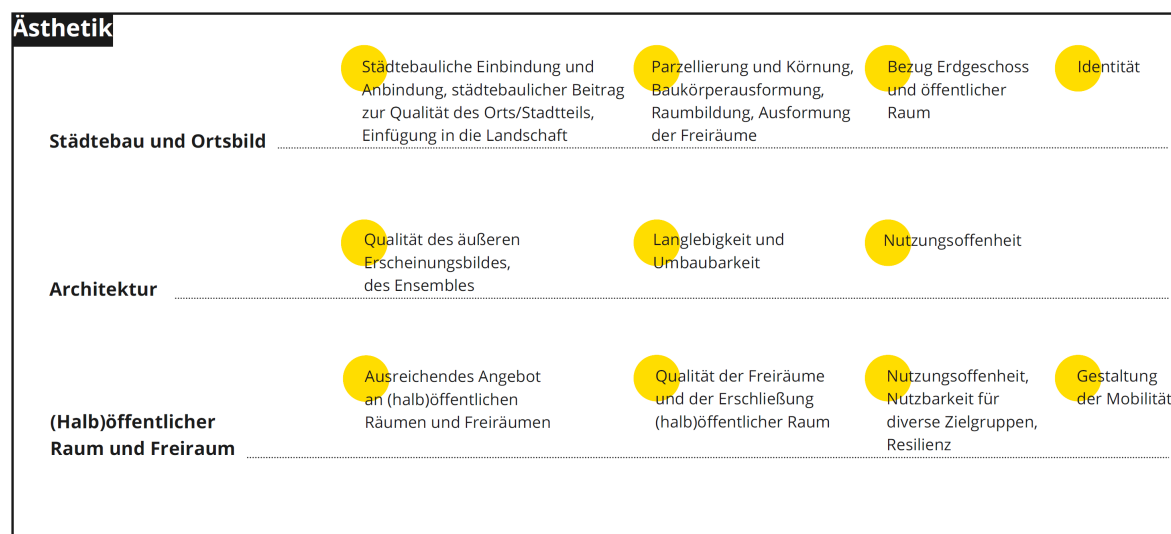 Ästhetik
Städtebau und Ortsbild
Städtebauliche Einbindung und
Anbindung, städtebaulicher Beitrag
zur Qualität des Orts/Stadtteils,
Einfügung in die Landschaft
Parzellierung und Körnung,
Baukörperausformung,
Raumbildung, Ausformung
der Freiräume
Bezug Erdgeschoss
und öffentlicher
Raum
Identität
Architektur
Qualität des äußeren
Erscheinungsbildes,
des Ensembles
Langlebigkeit und
Umbaubarkeit
Nutzungsoffenheit
(Halb)öffentlicher
Raum und Freiraum
Ausreichendes Angebot
an (halb)öffentlichen
Räumen und Freiräumen
Qualität der Freiräume
und der Erschließung
(halb)öffentlicher Raum
Nutzungsoffenheit,
Nutzbarkeit für
diverse Zielgruppen,
Resilienz
Gestaltung
der Mobilität